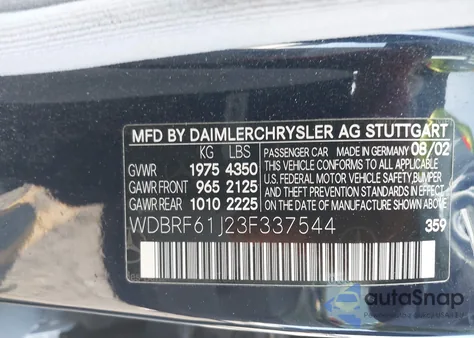 MFD BY DAIMLERCHRYSLER AG STUTTGART
KG LBS
GVWR 1975 4350
GAWR FRONT 965 2125
GAWR REAR 1010 2225
PASSENGER CAR MADE IN GERMANY 08/02
THIS VEHICLE CONFORMS TO ALL APPLICABLE
U.S. FEDERAL MOTOR VEHICLE SAFETY,
BUMPER, AND THEFT PREVENTION STANDARDS
IN EFFECT ON THE DATE OF
MANUFACTURE SHOWN ABOVE.
WDBRF61J23F337544
359
autoSnap